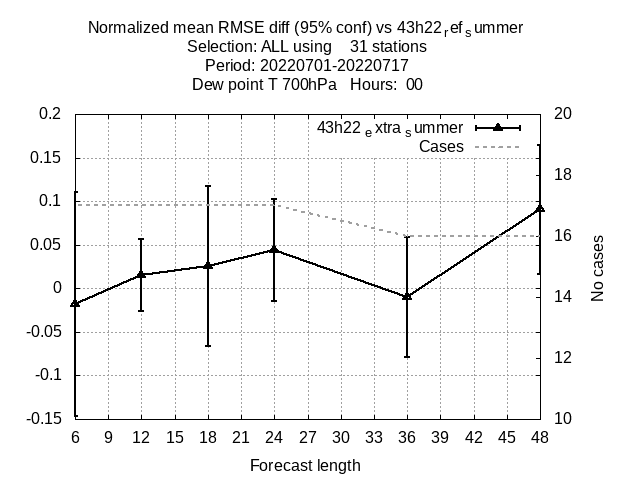 Normalized mean RMSE diff (95% conf) vs 43h22refsummer
Selection: ALL using 31 stations
Period: 20220701-20220717
Dew point T 700hPa Hours: 00
43h22extrasummer
Cases
0.2
0.15
0.1
0.05
0
-0.05
-0.1
-0.15
20
18
16
14
12
10
No cases
6 9 12 15 18 21 24 27 30 33 36 39 42 45 48
Forecast length